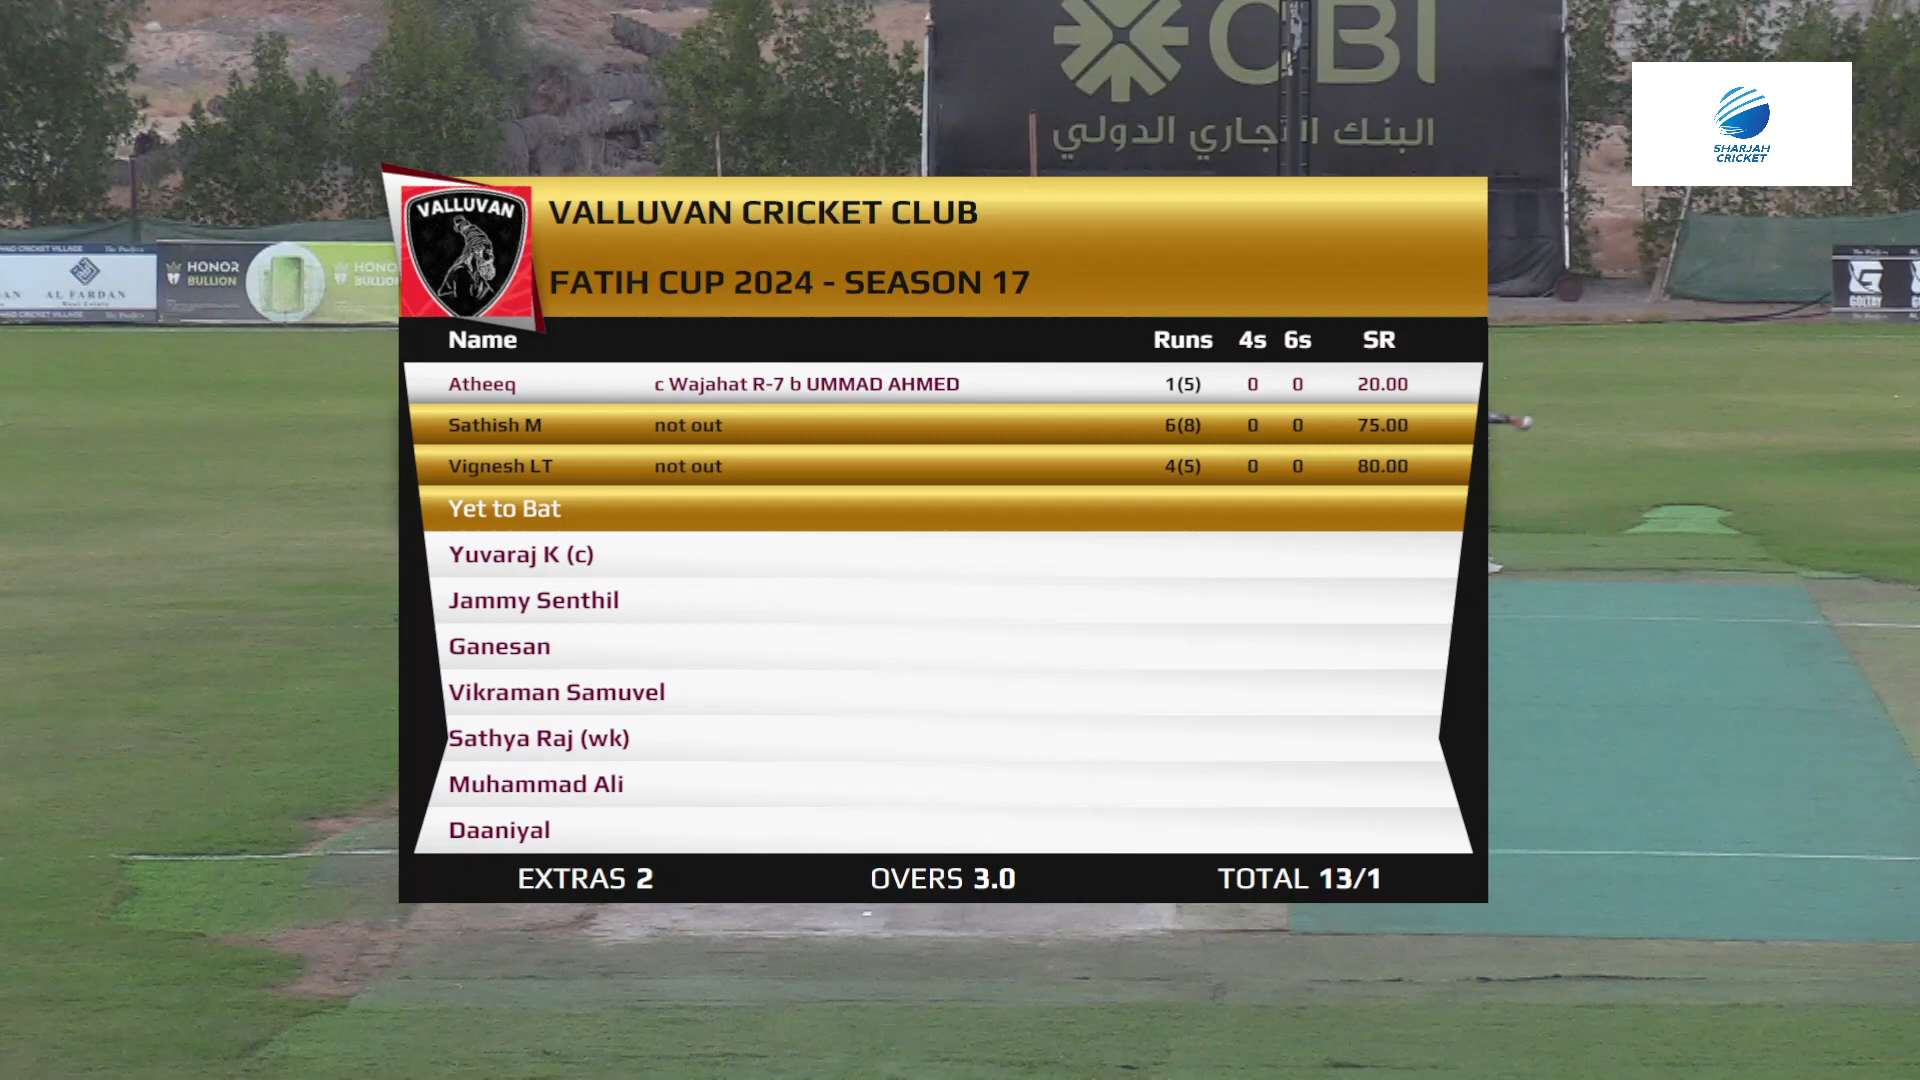 CBI
البنك التجاري الدولي
SHARJAH
CRICKET
VALLUVAN
VALLUVAN CRICKET CLUB
FATIH CUP 2024 - SEASON 17
HONOR
BULLION
AL FARDAN
GOLTAY
Name Runs 4s 6s SR
Atheeq c Wajahat R-7 b UMMAD AHMED 1(5) 0 0 20.00
Sathish M not out 6(8) 0 0 75.00
Vignesh LT not out 4(5) 0 0 80.00
Yet to Bat
Yuvaraj K (c)
Jammy Senthil
Ganesan
Vikraman Samuvel
Sathya Raj (wk)
Muhammad Ali
Daaniyal
EXTRAS 2 OVERS 3.0 TOTAL 13/1